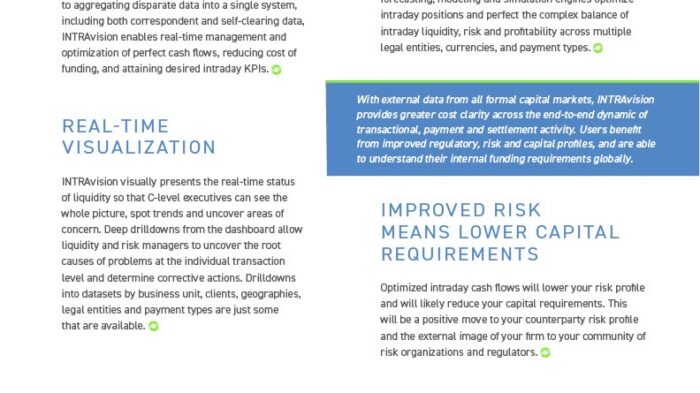 to aggregating disparate data into a single system,
including both correspondent and self-clearing data,
INTRAvision enables real-time management and
optimization of perfect cash flows, reducing cost of
funding, and attaining desired intraday KPIs.
REAL-TIME
VISUALIZATION
INTRAvision visually presents the real-time status
of liquidity so that C-level executives can see the
whole picture, spot trends and uncover areas of
concern. Deep drilldowns from the dashboard allow
liquidity and risk managers to uncover the root
causes of problems at the individual transaction
level and determine corrective actions. Drilldowns
into datasets by business unit, clients, geographies,
legal entities and payment types are just some
that are available.
forecasting, modeling and simulation engines optimize
intraday positions and perfect the complex balance of
intraday liquidity, risk and profitability across multiple
legal entities, currencies, and payment types.
With external data from all formal capital markets, INTRAvision
provides greater cost clarity across the end-to-end dynamic of
transactional, payment and settlement activity. Users benefit
from improved regulatory, risk and capital profiles, and are able
to understand their internal funding requirements globally.
IMPROVED RISK
MEANS LOWER CAPITAL
REQUIREMENTS
Optimized intraday cash flows will lower your risk profile
and will likely reduce your capital requirements. This
will be a positive move to your counterparty risk profile
and the external image of your firm to your community of
risk organizations and regulators.